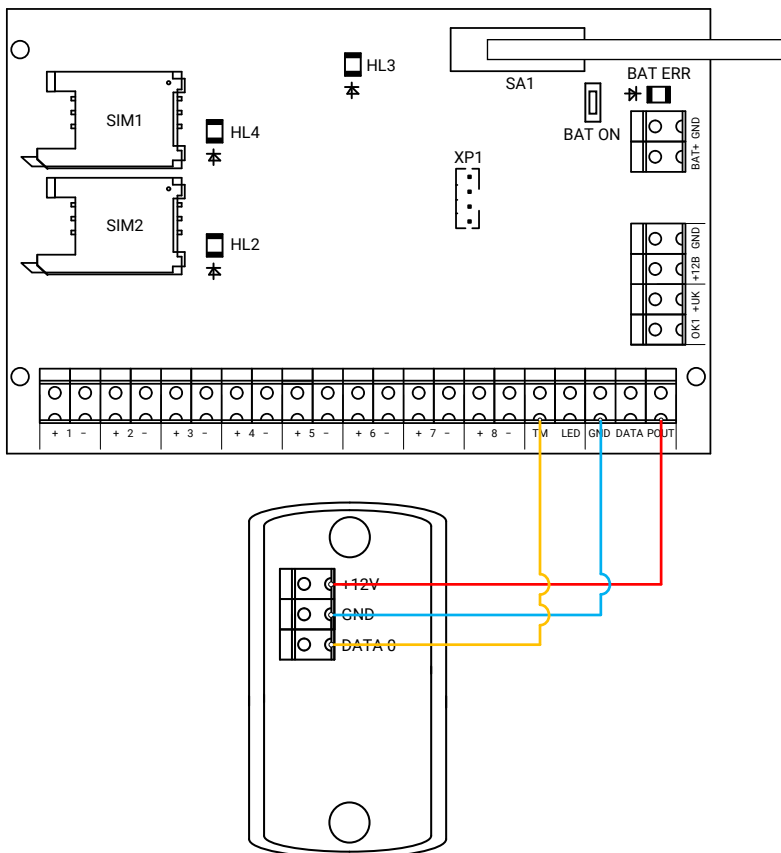 HL3
SA1
BAT ERR
BAT ON
SIM1
HL4
BAT+ GND
XP1
SIM2
HL2
OK1 +UK +12B GND
+ 1 - + 2 - + 3 - + 4 - + 5 - + 6 - + 7 - + 8 - TM LED GND DATA POUT
+12V
GND
DATA 0